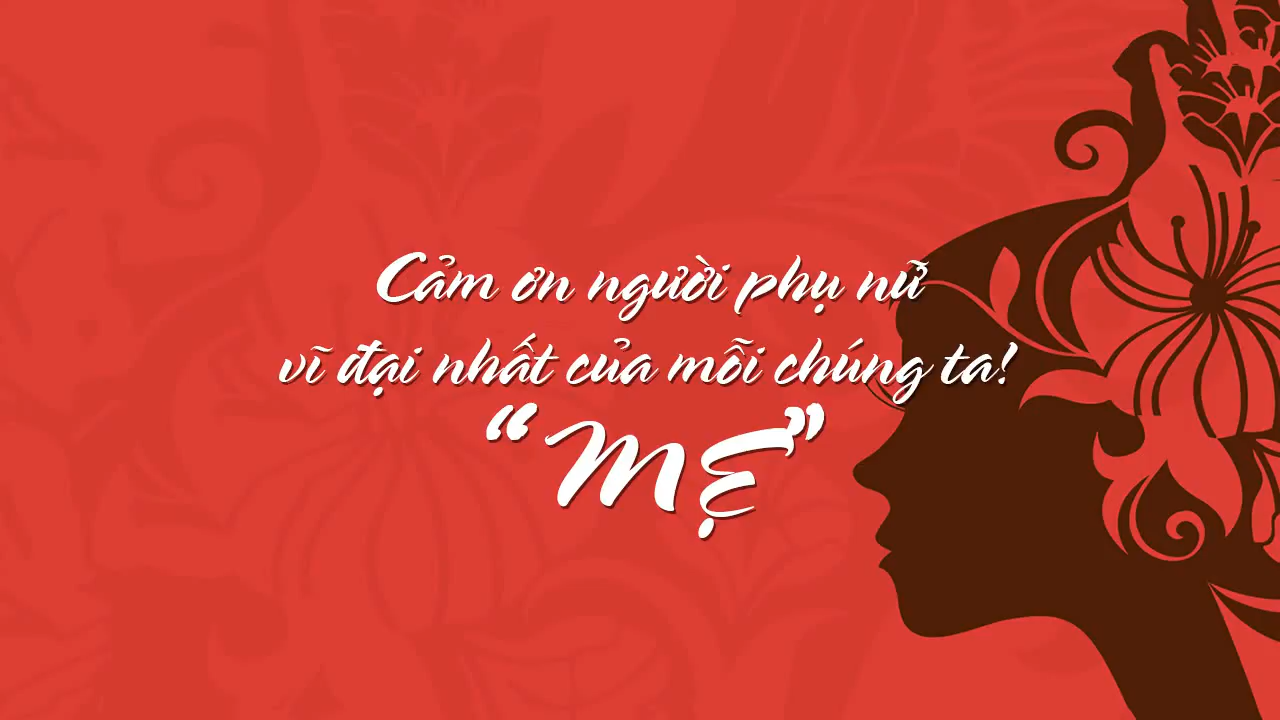 Cảm ơn người phụ nữ
vĩ đại nhất của mỗi chúng ta!
“MẸ”